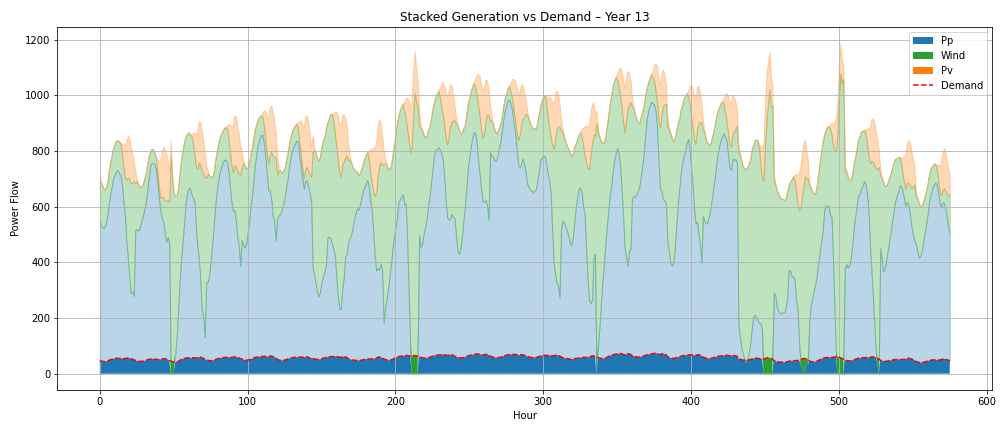 Stacked Generation vs Demand – Year 13
Power Flow
1200
1000
800
600
400
200
0
Pp
Wind
Pv
Demand
0
100
200
300
400
500
600
Hour